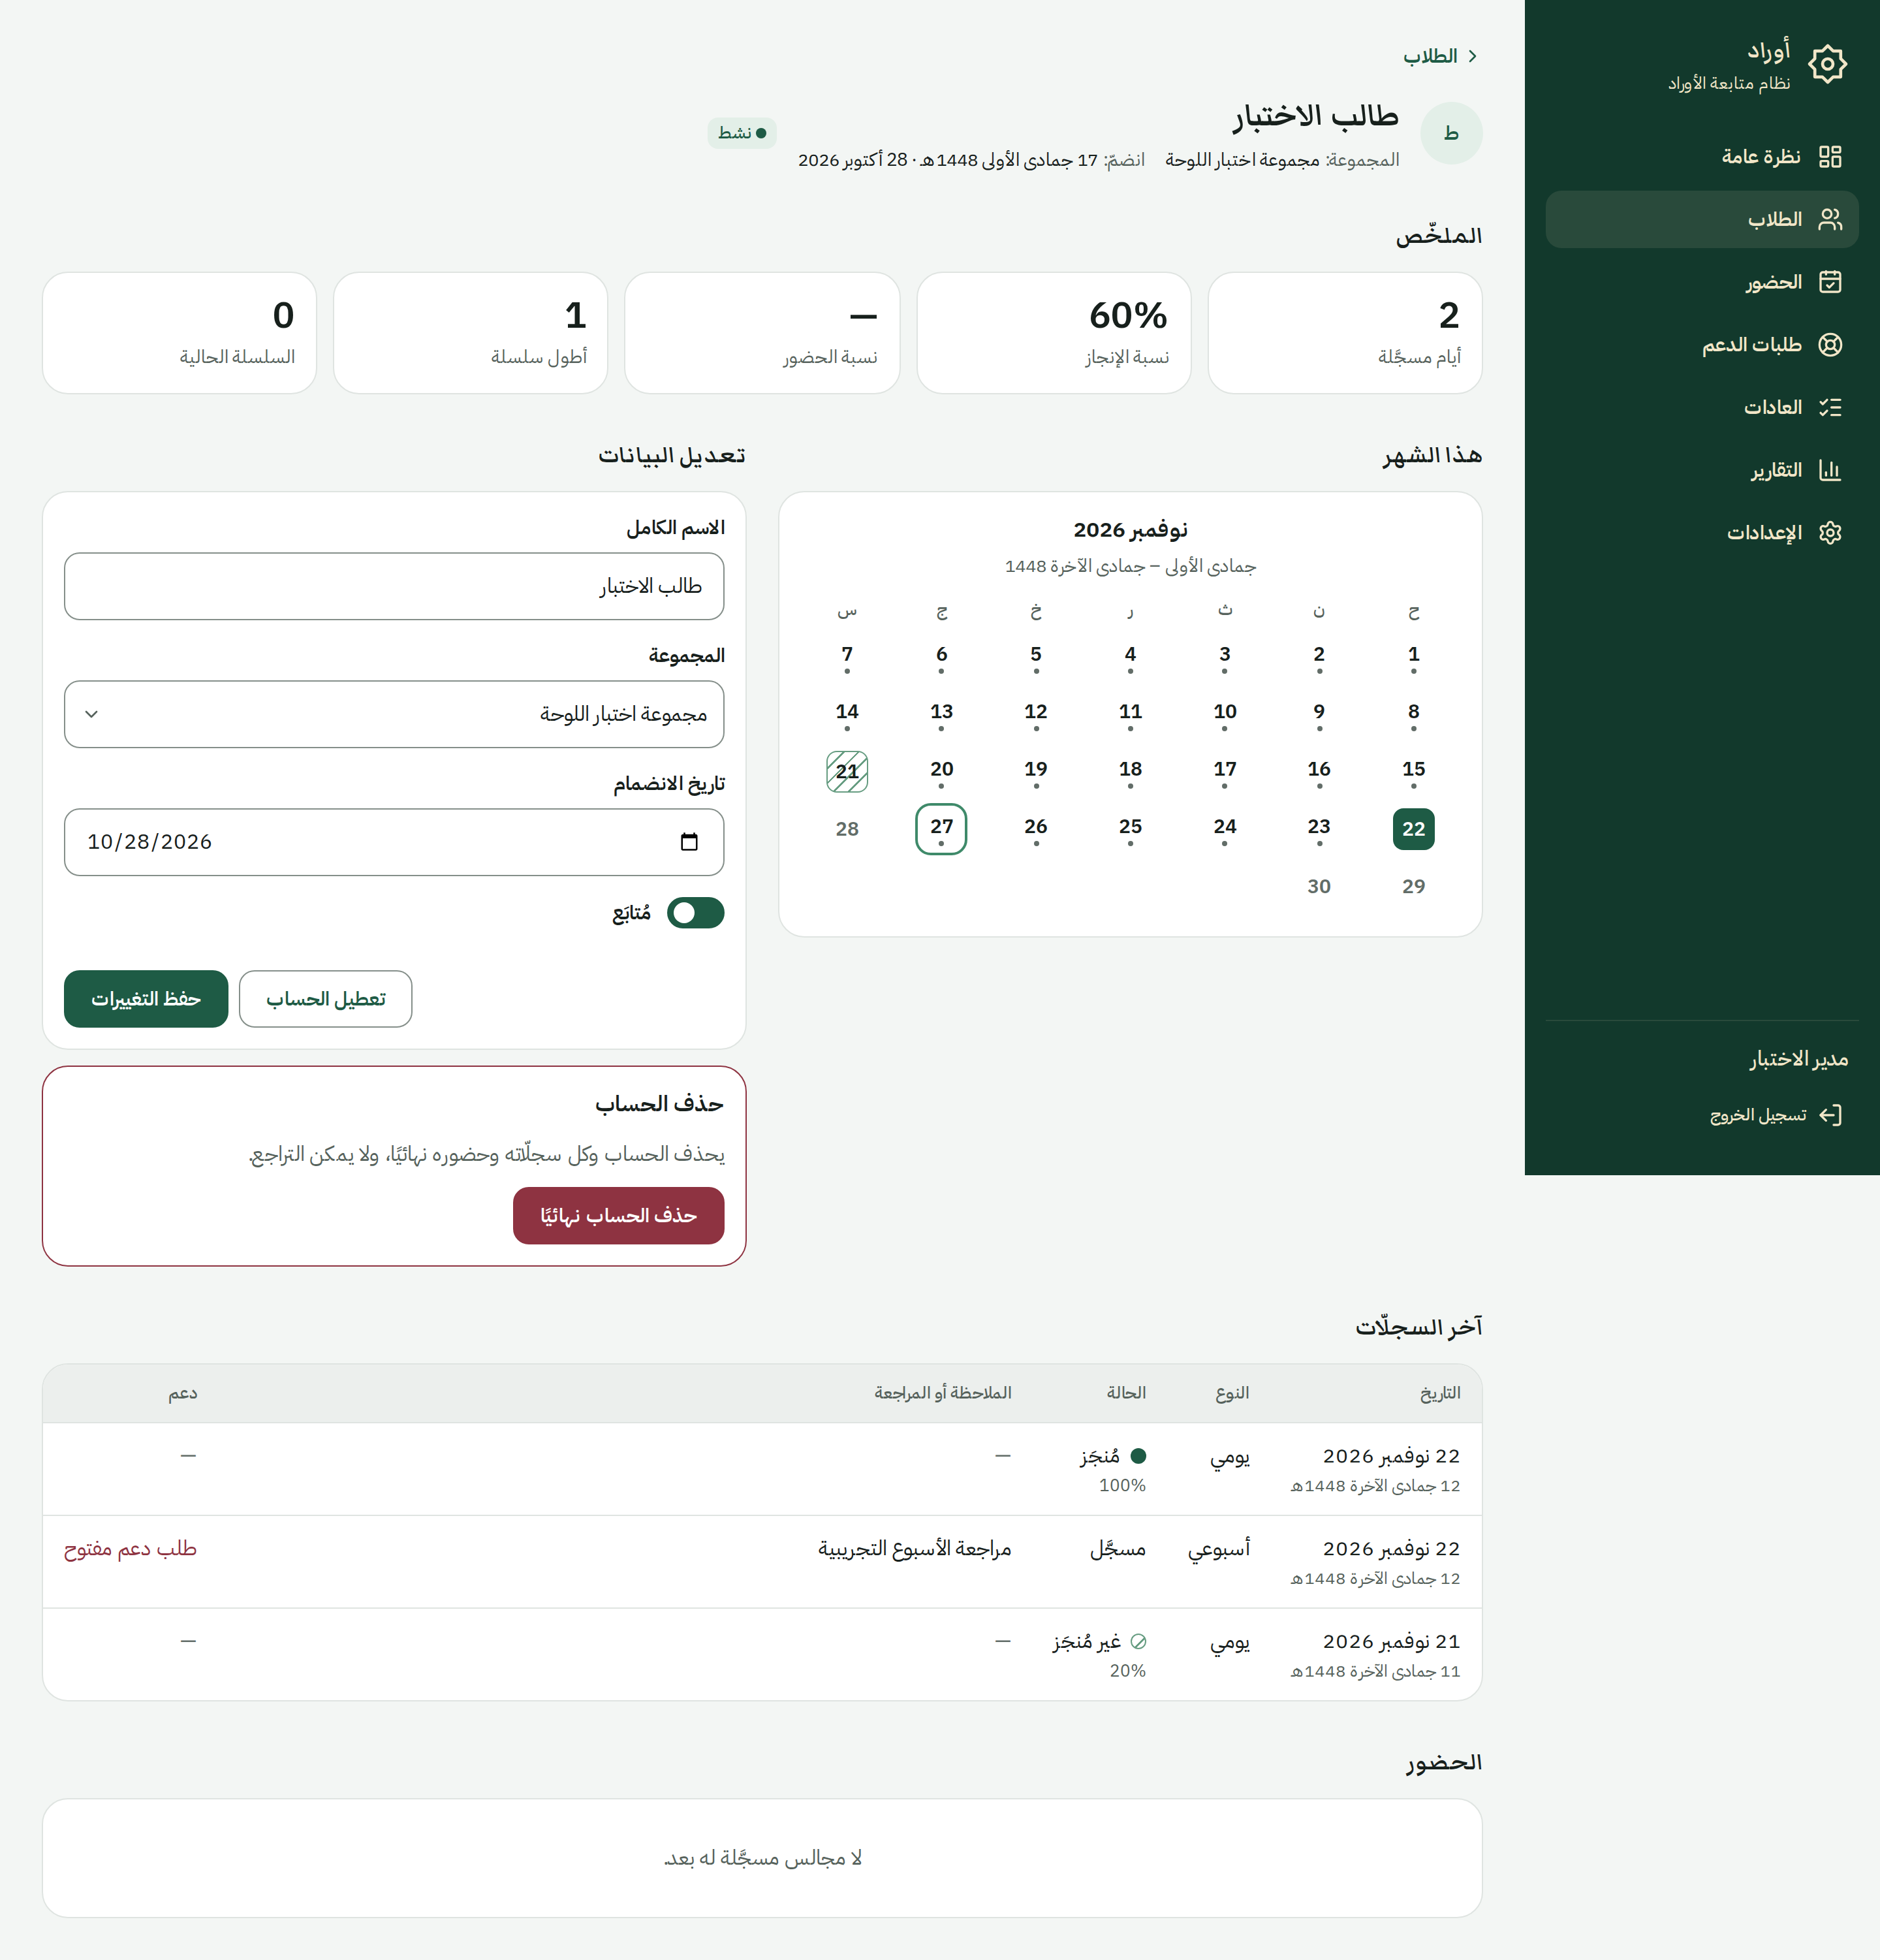 أوراد
نظام متابعة الأوراد
نظرة عامة
الطلاب
الحضور
طلبات الدعم
العادات
التقارير
الإعدادات
مدير الاختبار
تسجيل الخروج
الطلاب
ط
طالب الاختبار
نشط
المجموعة: مجموعة اختبار اللوحة انضمّ: 17 جمادى الأولى 1448هـ · 28 أكتوبر 2026
الملخّص
2
أيام مسجَّلة
60%
نسبة الإنجاز
—
نسبة الحضور
1
أطول سلسلة
0
السلسلة الحالية
هذا الشهر
نوفمبر 2026
جمادى الأولى – جمادى الآخرة 1448
ح ن ث ر خ ج س
1 2 3 4 5 6 7
8 9 10 11 12 13 14
15 16 17 18 19 20 21
22 23 24 25 26 27 28
29 30
تعديل البيانات
الاسم الكامل
طالب الاختبار
المجموعة
مجموعة اختبار اللوحة
تاريخ الانضمام
10/28/2026
مُتابَع
تعطيل الحساب
حفظ التغييرات
حذف الحساب
يحذف الحساب وكل سجلّاته وحضوره نهائيًا، ولا يمكن التراجع.
حذف الحساب نهائيًا
آخر السجلّات
التاريخ النوع الحالة الملاحظة أو المراجعة دعم
22 نوفمبر 2026 يومي مُنجَز — —
12 جمادى الآخرة 1448هـ 100%
22 نوفمبر 2026 أسبوعي مسجَّل مراجعة الأسبوع التجريبية طلب دعم مفتوح
12 جمادى الآخرة 1448هـ
21 نوفمبر 2026 يومي غير مُنجَز — —
11 جمادى الآخرة 1448هـ 20%
الحضور
لا مجالس مسجَّلة له بعد.